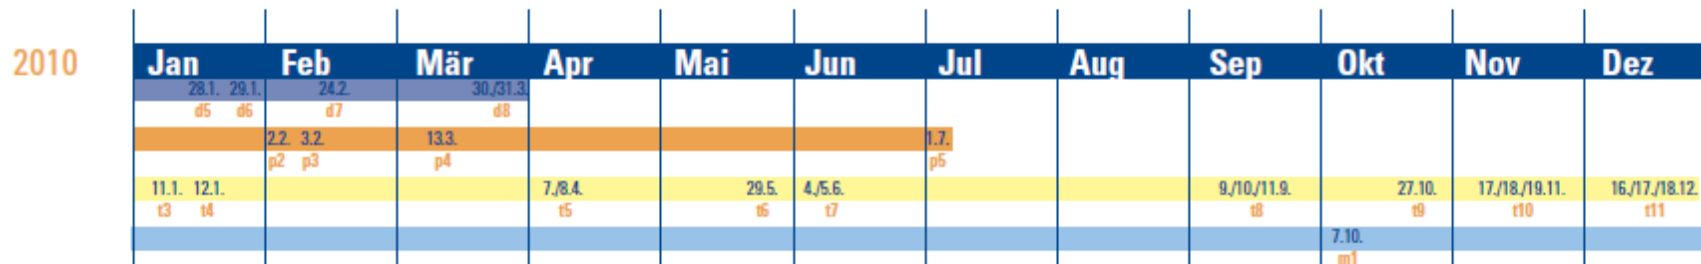 2010 Jan Feb Mär Apr Mai Jun Jul Aug Sep Okt Nov Dez
28.1. 29.1. 24.2. 30./31.3.
d5 d6 d7 d8
2.2. 3.2. 13.3. 1.7.
p2 p3 p4 p5
11.1. 12.1. 7./8.4. 29.5. 4./5.6. 9./10./11.9. 27.10. 17./18./19.11. 16./17./18.12.
t3 t4 t5 t6 t7 t8 t9 t10 t11
7.10.
m1